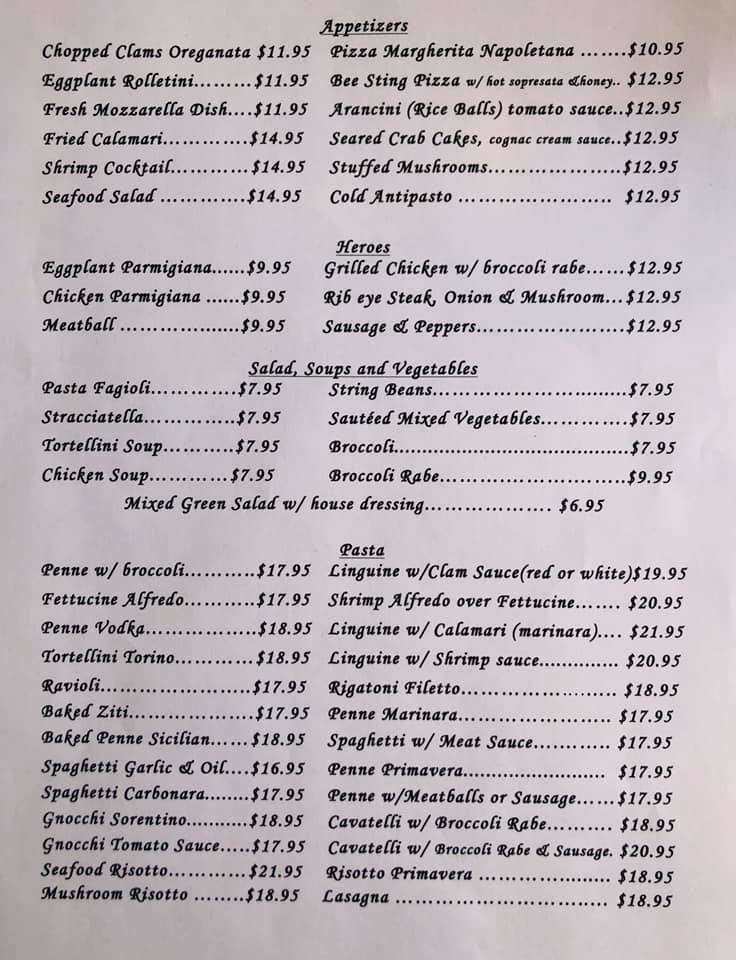 Appetizers
Chopped Clams Oreganata $11.95 Pizza Margherita Napoletana .......$10.95
Eggplant Rolletini.........$11.95 Bee Sting Pizza w/ hot sopresata &honey.. $12.95
Fresh Mozzarella Dish....$11.95 Arancini (Rice Balls) tomato sauce..$12.95
Fried Calamari............$14.95 Seared Crab Cakes, cognac cream sauce..$12.95
Shrimp Cocktail............$14.95 Stuffed Mushrooms....................$12.95
Seafood Salad .............$14.95 Cold Antipasto ....................... $12.95
Heroes
Eggplant Parmigiana......$9.95 Grilled Chicken w/ broccoli rabe......$12.95
Chicken Parmigiana ......$9.95 Rib eye Steak, Onion & Mushroom...$12.95
Meatball ....................$9.95 Sausage & Peppers......................$12.95
Salad, Soups and Vegetables
Pasta Fagioli.............$7.95 String Beans.............................$7.95
Stracciatella..............$7.95 Sautéed Mixed Vegetables.............$7.95
Tortellini Soup...........$7.95 Broccoli..........................................$7.95
Chicken Soup............$7.95 Broccoli Rabe............................$9.95
Mixed Green Salad w/ house dressing................... $6.95
Pasta
Penne w/ broccoli...........$17.95 Linguine w/Clam Sauce(red or white)$19.95
Fettucine Alfredo...........$17.95 Shrimp Alfredo over Fettucine....... $20.95
Penne Vodka.................$18.95 Linguine w/ Calamari (marinara).... $21.95
Tortellini Torino............$18.95 Linguine w/ Shrimp sauce............... $20.95
Ravioli.......................$17.95 Rigatoni Filetto....................... $18.95
Baked Ziti...................$17.95 Penne Marinara....................... $17.95
Baked Penne Sicilian......$18.95 Spaghetti w/ Meat Sauce........... $17.95
Spaghetti Garlic & Oil....$16.95 Penne Primavera.......................... $17.95
Spaghetti Carbonara........$17.95 Penne w/Meatballs or Sausage......$17.95
Gnocchi Sorentino...........$18.95 Cavatelli w/ Broccoli Rabe.......... $18.95
Gnocchi Tomato Sauce.....$17.95 Cavatelli w/ Broccoli Rabe & Sausage. $20.95
Seafood Risotto............$21.95 Risotto Primavera .................... $18.95
Mushroom Risotto ........$18.95 Lasagna ................................ $18.95